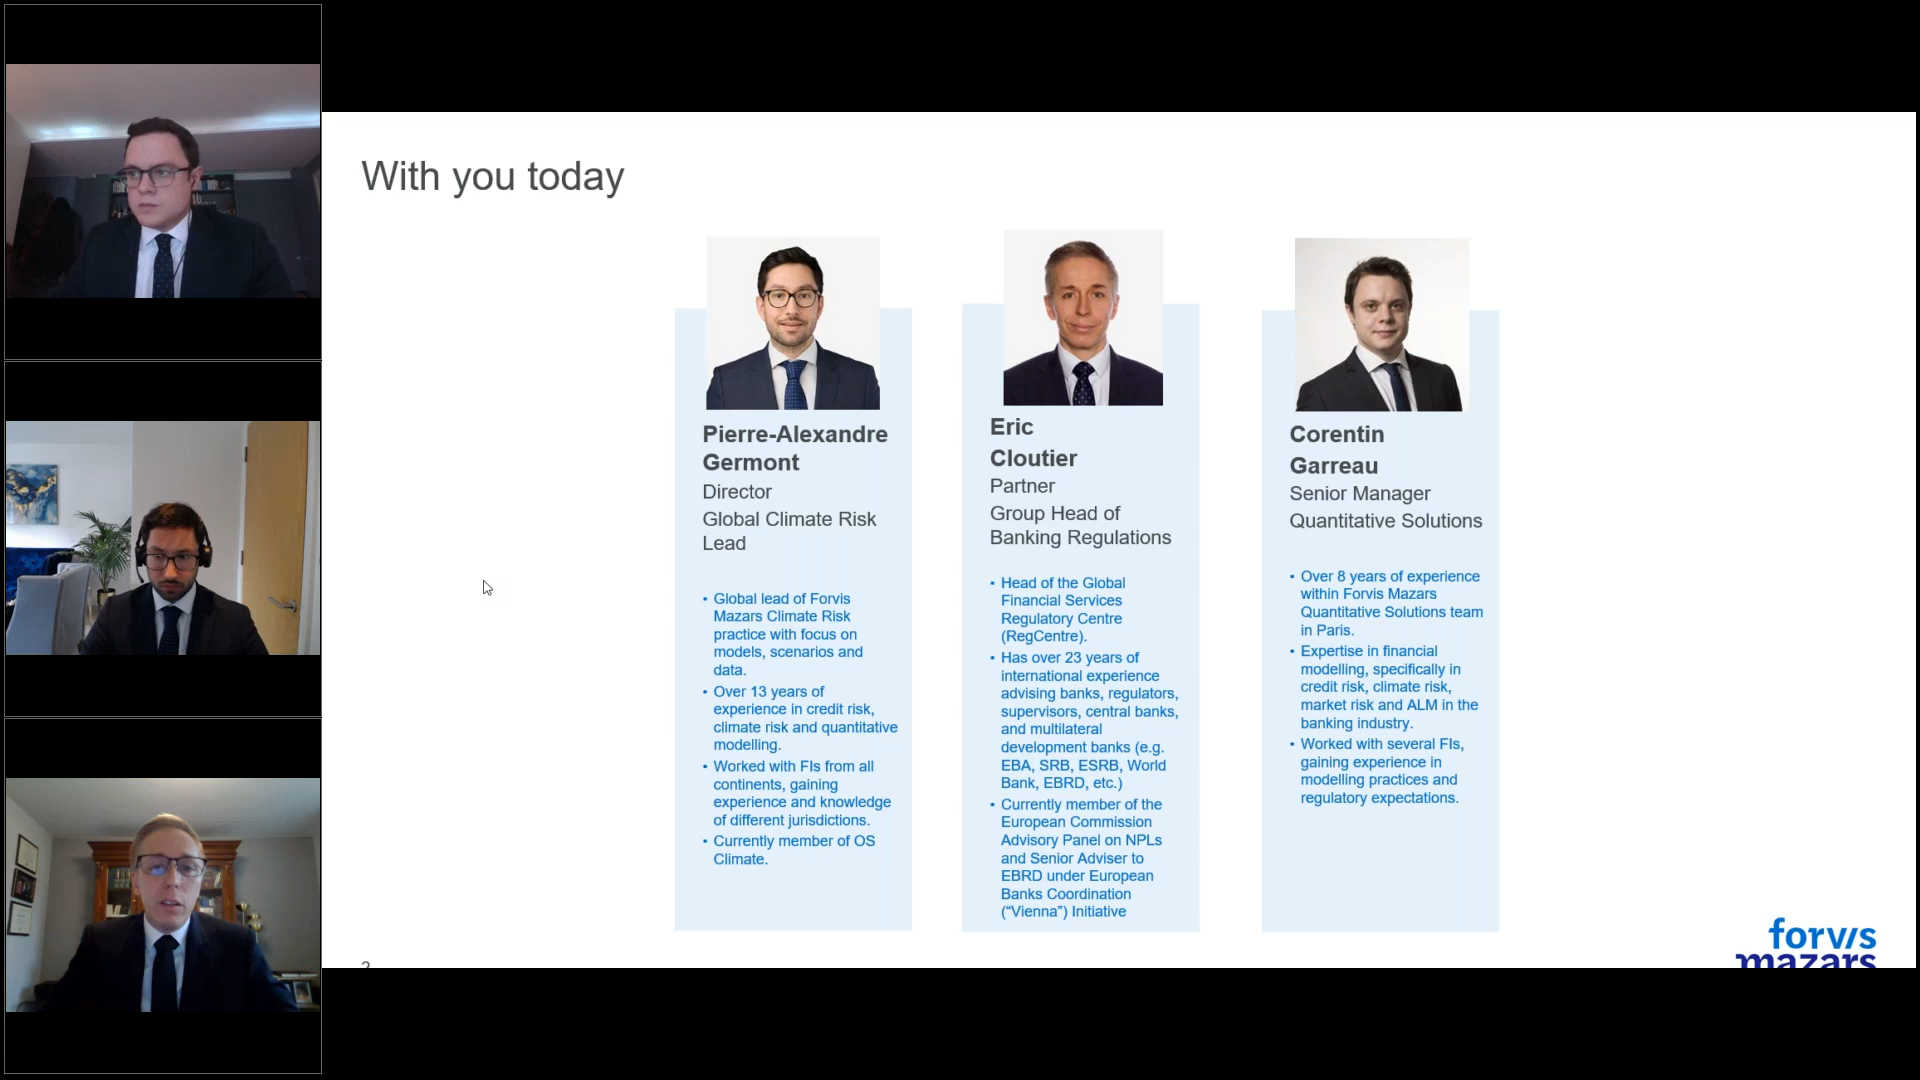 With you today
Pierre-Alexandre
Germont
Director
Global Climate Risk
Lead
• Global lead of Forvis
Mazars Climate Risk
practice with focus on
models, scenarios and
data.
• Over 13 years of
experience in credit risk,
climate risk and quantitative
modelling.
• Worked with FIs from all
continents, gaining
experience and knowledge
of different jurisdictions.
• Currently member of OS
Climate.
Eric
Cloutier
Partner
Group Head of
Banking Regulations
• Head of the Global
Financial Services
Regulatory Centre
(RegCentre).
• Has over 23 years of
international experience
advising banks, regulators,
supervisors, central banks,
and multilateral
development banks (e.g.
EBA, SRB, ESRB, World
Bank, EBRD, etc.)
• Currently member of the
European Commission
Advisory Panel on NPLs
and Senior Adviser to
EBRD under European
Banks Coordination
(“Vienna”) Initiative
Corentin
Garreau
Senior Manager
Quantitative Solutions
• Over 8 years of experience
within Forvis Mazars
Quantitative Solutions team
in Paris.
• Expertise in financial
modelling, specifically in
credit risk, climate risk,
market risk and ALM in the
banking industry.
• Worked with several FIs,
gaining experience in
modelling practices and
regulatory expectations.
forvis
mazars